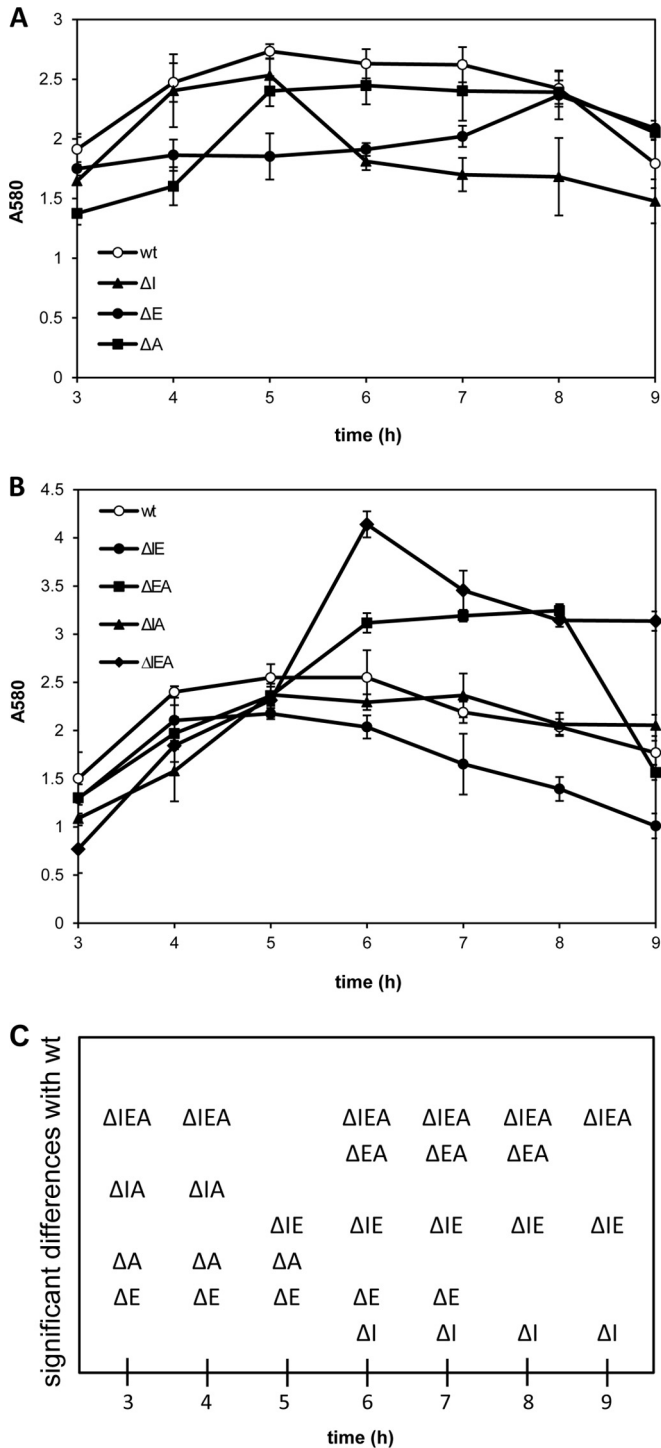 A
3
2.5
2
1.5
1
0.5
0
A580
wt
ΔI
ΔE
ΔA
3 4 5 6 7 8 9
time (h)
B
4.5
4
3.5
3
2.5
2
1.5
1
0.5
0
A580
wt
ΔIE
ΔEA
ΔIA
ΔIEA
3 4 5 6 7 8 9
time (h)
C
significant differences with wt
ΔIEA ΔIEA ΔIEA ΔIEA ΔIEA ΔIEA
ΔEA ΔEA ΔEA
ΔIA ΔIA
ΔIE ΔIE ΔIE ΔIE ΔIE
ΔA ΔA ΔA
ΔE ΔE ΔE ΔE ΔE
ΔI ΔI ΔI ΔI
3 4 5 6 7 8 9
time (h)